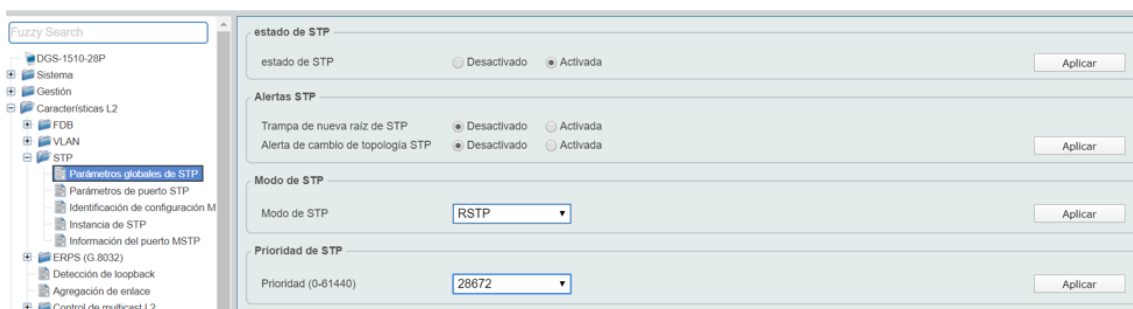 Fuzzy Search
DGS-1510-28P
Sistema
Gestión
Características L2
FDB
VLAN
STP
Parámetros globales de STP
Parámetros de puerto STP
Identificación de configuración M
Instancia de STP
Información del puerto MSTP
ERPS (G.8032)
Detección de loopback
Agregación de enlace
Control de multicast L2
estado de STP
estado de STP Desactivado Activada Aplicar
Alertas STP
Trampa de nueva raíz de STP Desactivado Activada
Alerta de cambio de topología STP Desactivado Activada Aplicar
Modo de STP
Modo de STP RSTP Aplicar
Prioridad de STP
Prioridad (0-61440) 28672 Aplicar